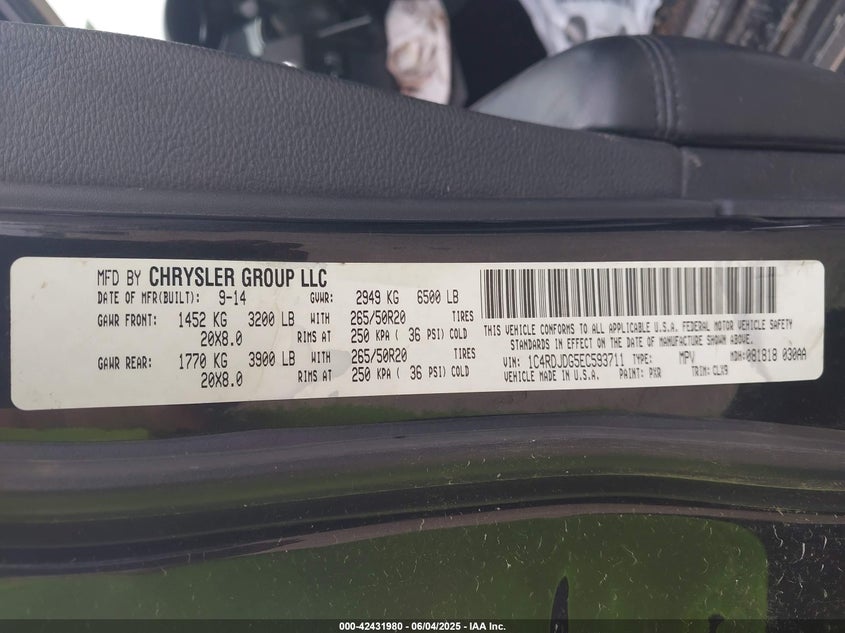 MFD BY CHRYSLER GROUP LLC
DATE OF MFR(BUILT): 9-14 GVWR: 2949 KG 6500 LB
GAWR FRONT: 1452 KG 3200 LB WITH 265/50R20 TIRES
20X8.0 RIMS AT 250 KPA ( 36 PSI) COLD
GAWR REAR: 1770 KG 3900 LB WITH 265/50R20 TIRES
20X8.0 RIMS AT 250 KPA ( 36 PSI) COLD
THIS VEHICLE CONFORMS TO ALL APPLICABLE U.S.A. FEDERAL MOTOR VEHICLE SAFETY
STANDARDS IN EFFECT ON THE DATE OF MANUFACTURE SHOWN ABOVE.
VIN: 1C4RDJDG5EC593711 TYPE: MPV MDH: 081818 030AA
VEHICLE MADE IN U.S.A. PAINT: PXR TRIM: CLX9
000-42431980 - 06/04/2025 - IAA Inc.